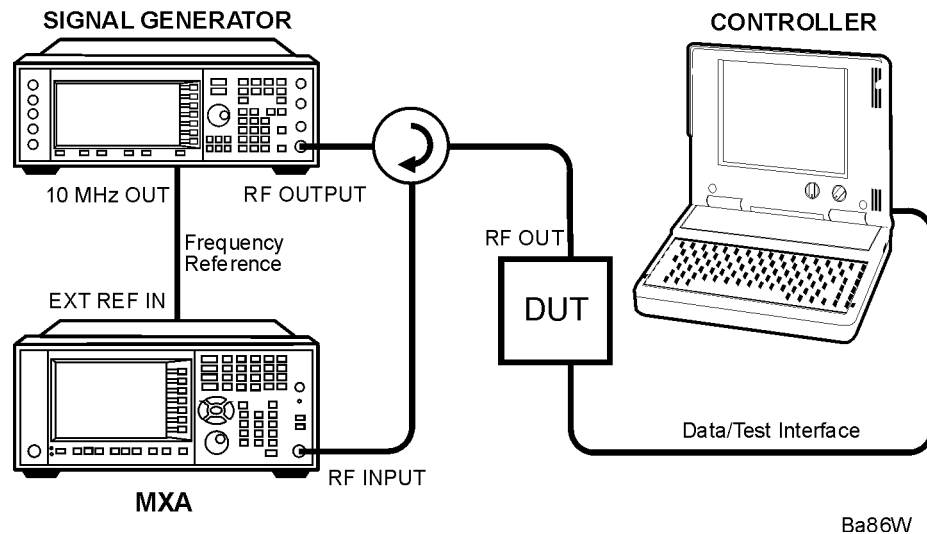 SIGNAL GENERATOR
CONTROLLER
10 MHz OUT
RF OUTPUT
Frequency
Reference
RF OUT
EXT REF IN
DUT
Data/Test Interface
RF INPUT
MXA
Ba86W